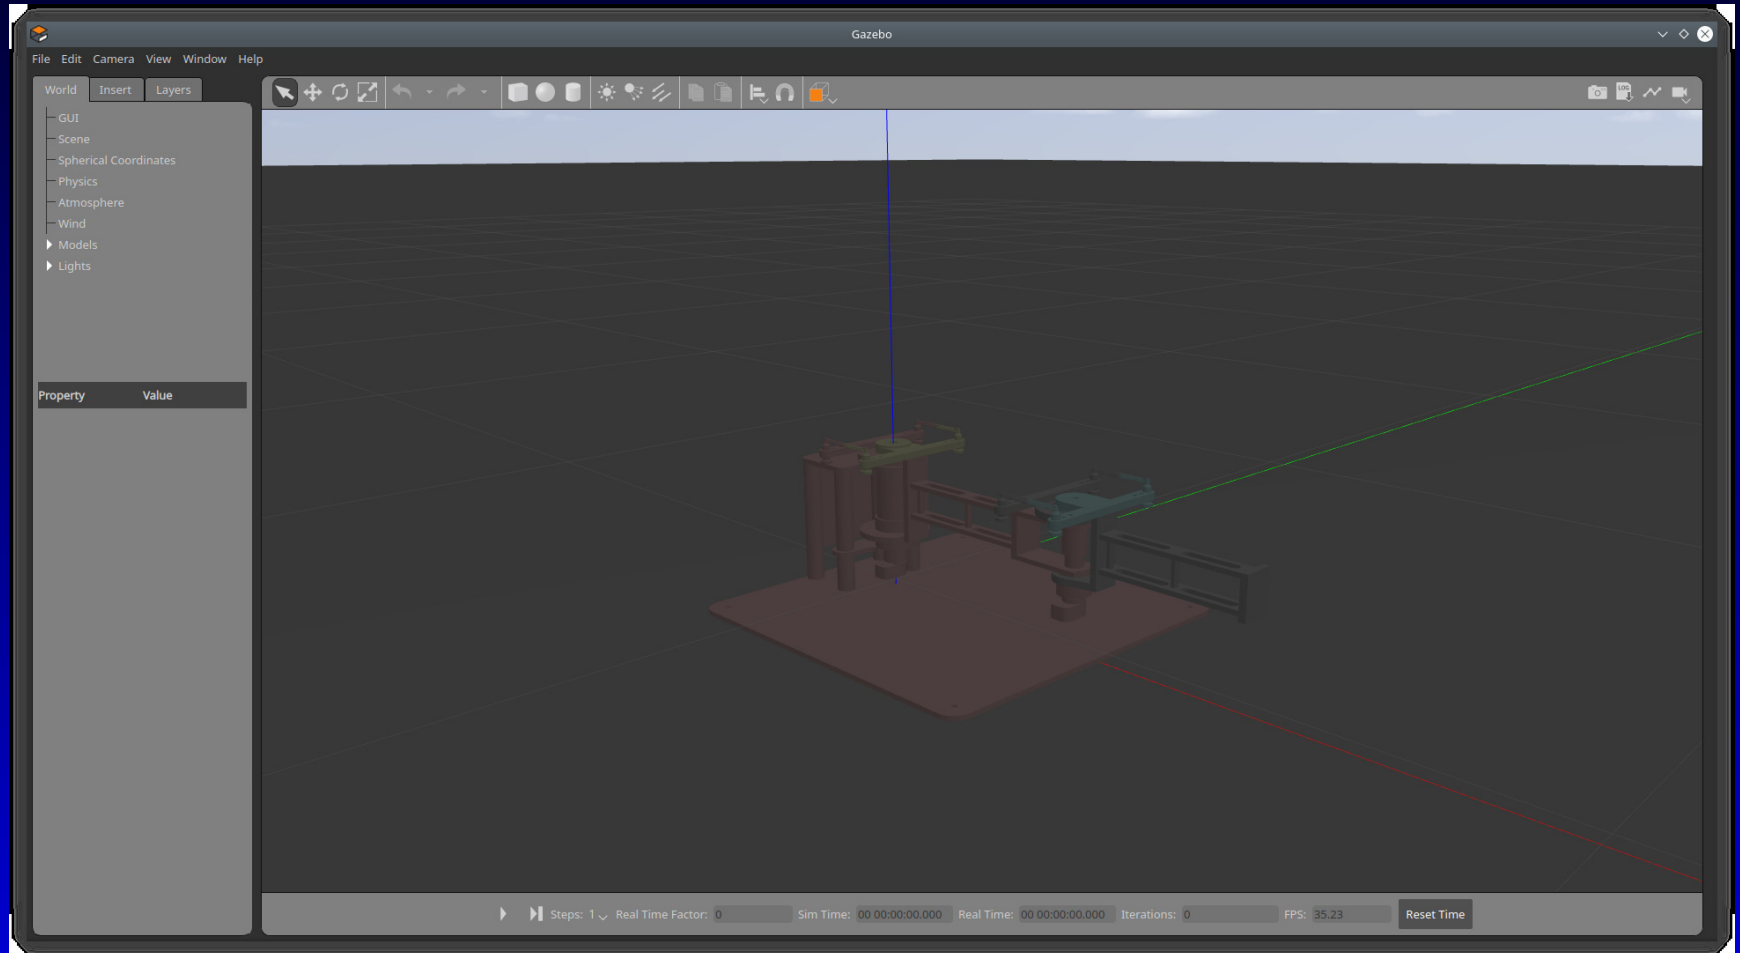 Gazebo
File Edit Camera View Window Help
World Insert Layers
LOG
GUI
Scene
Spherical Coordinates
Physics
Atmosphere
Wind
Models
Lights
Property Value
Steps: 1 Real Time Factor: 0 Sim Time: 00 00:00:00.000 Real Time: 00 00:00:00.000 Iterations: 0 FPS: 35.23 Reset Time